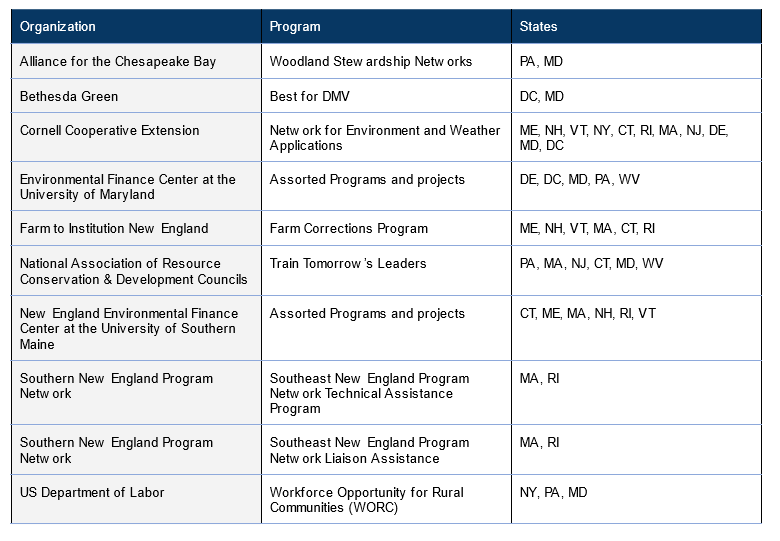 Organization Program States
Alliance for the Chesapeake Bay Woodland Stewardship Networks PA, MD
Bethesda Green Best for DMV DC, MD
Cornell Cooperative Extension Network for Environment and Weather ME, NH, VT, NY, CT, RI, MA, NJ, DE,
Applications MD, DC
Environmental Finance Center at the Assorted Programs and projects DE, DC, MD, PA, WV
University of Maryland
Farm to Institution New England Farm Corrections Program ME, NH, VT, MA, CT, RI
National Association of Resource Train Tomorrow's Leaders PA, MA, NJ, CT, MD, WV
Conservation & Development Councils
New England Environmental Finance Assorted Programs and projects CT, ME, MA, NH, RI, VT
Center at the University of Southern
Maine
Southern New England Program Southeast New England Program MA, RI
Network Network Technical Assistance
Program
Southern New England Program Southeast New England Program MA, RI
Network Network Liaison Assistance
US Department of Labor Workforce Opportunity for Rural NY, PA, MD
Communities (WORC)